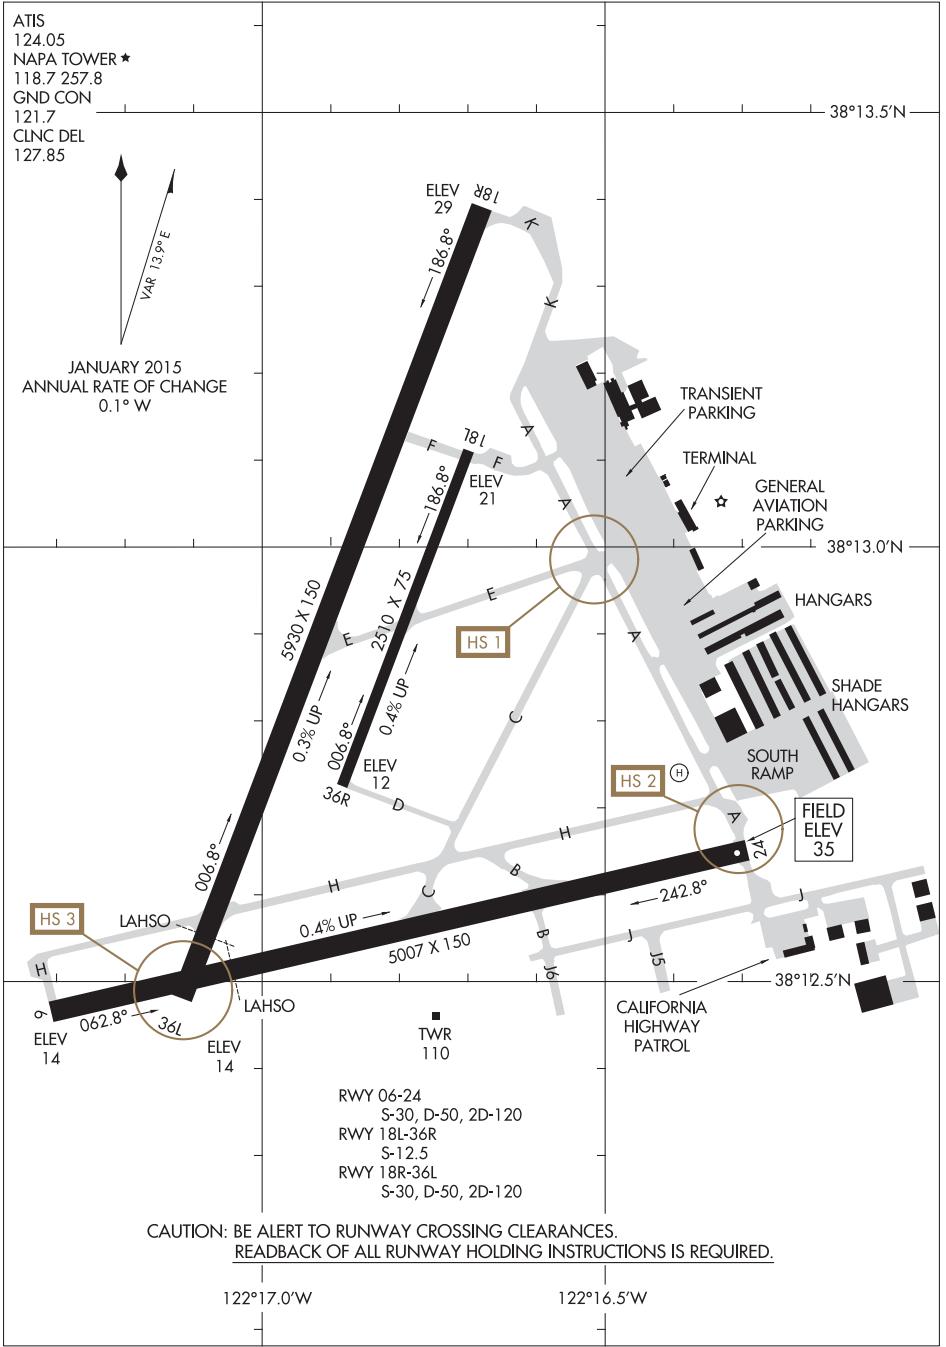 ATIS
124.05
NAPA TOWER
118.7 257.8
GND CON
121.7
CLNC DEL
127.85
38°13.5'N
VAR 13.9° E
JANUARY 2015
ANNUAL RATE OF CHANGE
0.1° W
ELEV
29
18R
186.8°
K
K
TRANSIENT
PARKING
TERMINAL
GENERAL
AVIATION
PARKING
A
F
18L
F
ELEV
21
186.8°
A
38°13.0'N
5930 X 150
2510 X 75
E
E
HS 1
HANGARS
A
SHADE
HANGARS
0.3% UP
006.8°
0.4% UP
C
ELEV
12
36R
D
SOUTH
RAMP
HS 2
H
A
FIELD
ELEV
35
24
H
B
006.8°
H
C
242.8°
J
HS 3
LAHSO
0.4% UP
5007 X 150
B
J
J5
J6
H
38°12.5'N
6
062.8°
36L
LAHSO
ELEV
14
ELEV
14
TWR
110
CALIFORNIA
HIGHWAY
PATROL
RWY 06-24
S-30, D-50, 2D-120
RWY 18L-36R
S-12.5
RWY 18R-36L
S-30, D-50, 2D-120
CAUTION: BE ALERT TO RUNWAY CROSSING CLEARANCES.
READBACK OF ALL RUNWAY HOLDING INSTRUCTIONS IS REQUIRED.
122°17.0'W
122°16.5'W